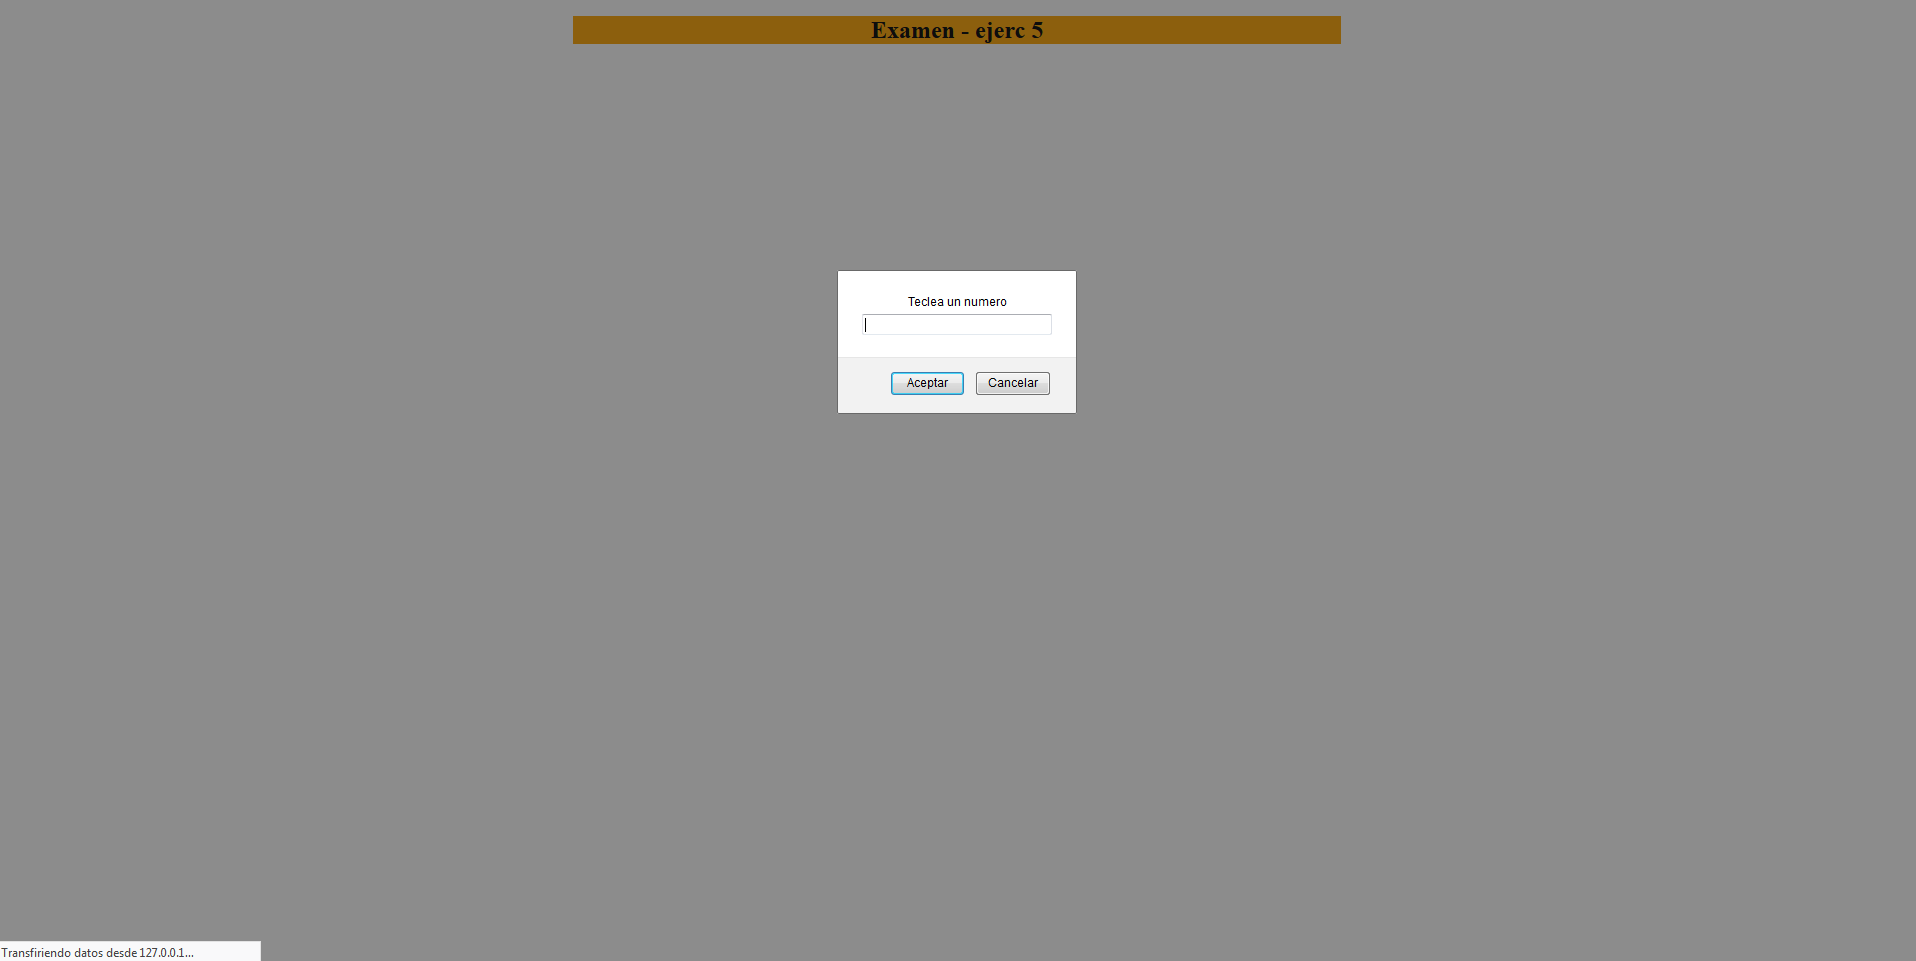 Examen - ejerc 5
Teclea un numero
Aceptar
Cancelar
Transfiriendo datos desde 127.0.0.1...